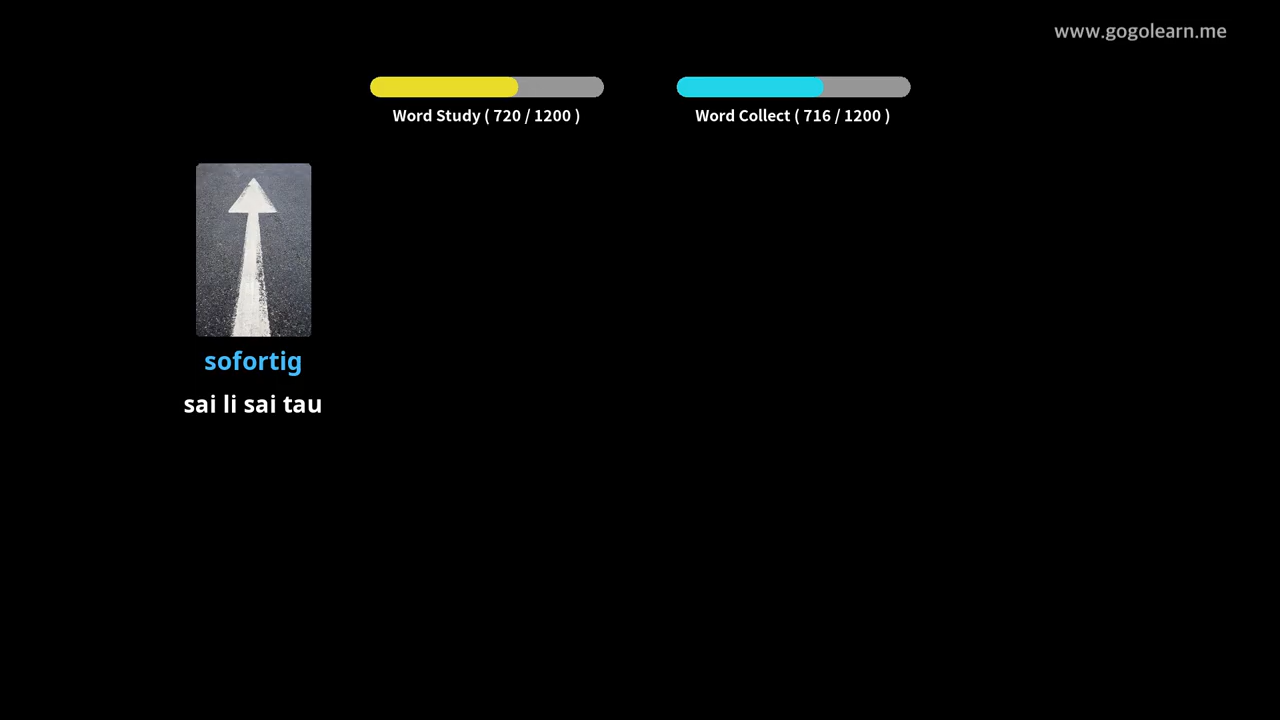 www.gogolearn.me
Word Study ( 720 / 1200 )
Word Collect ( 716 / 1200 )
sofortig
sai li sai tau